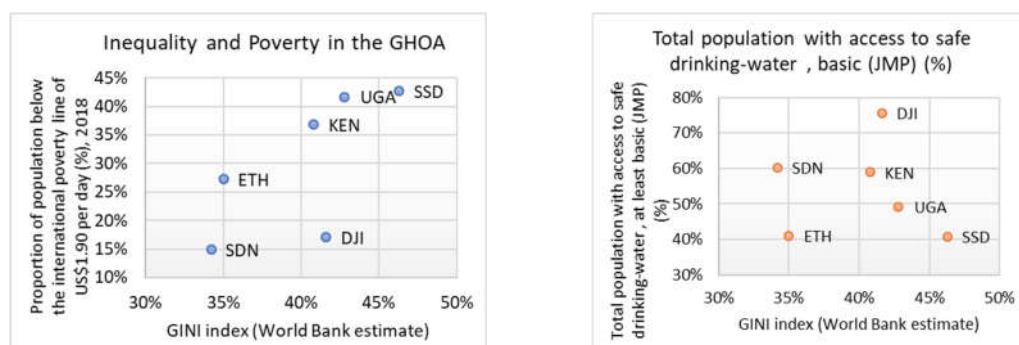 Inequality and Poverty in the GHOA
Proportion of population below
the international poverty line of
US$1.90 per day (%), 2018
45%
40%
35%
30%
25%
20%
15%
10%
UGA
SSD
KEN
ETH
SDN
DJI
30%
35%
40%
45%
50%
GINI index (World Bank estimate)
Total population with access to safe
drinking-water , basic (JMP) (%)
Total population with access to safe
drinking-water , at least basic (JMP)
(%)
80%
70%
60%
50%
40%
30%
DJI
SDN
KEN
UGA
ETH
SSD
30%
35%
40%
45%
50%
GINI index (World Bank estimate)